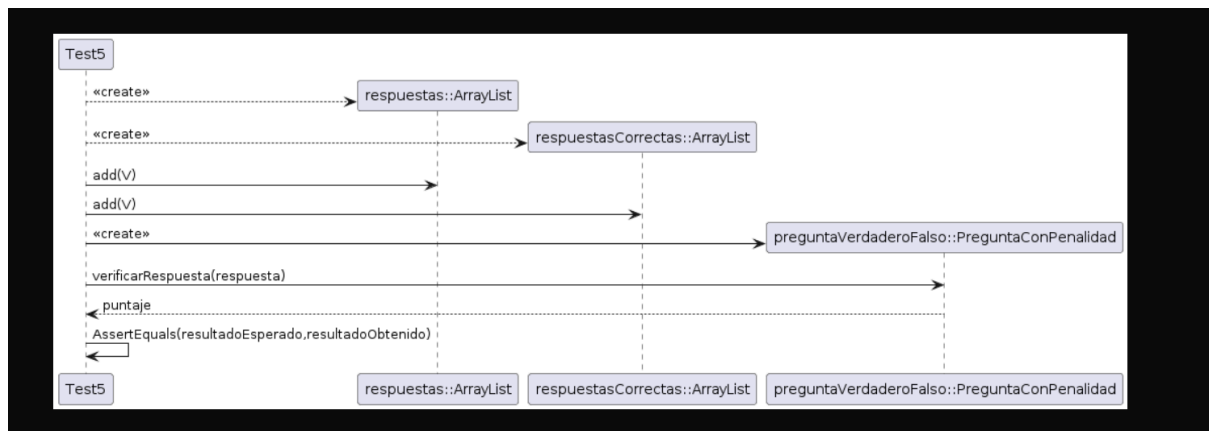 Test5
«create»
respuestas::ArrayList
«create»
respuestasCorrectas::ArrayList
add(V)
add(V)
«create»
preguntaVerdaderoFalso::PreguntaConPenalidad
verificarRespuesta(respuesta)
puntaje
AssertEquals(resultadoEsperado,resultadoObtenido)
Test5 respuestas::ArrayList respuestasCorrectas::ArrayList preguntaVerdaderoFalso::PreguntaConPenalidad